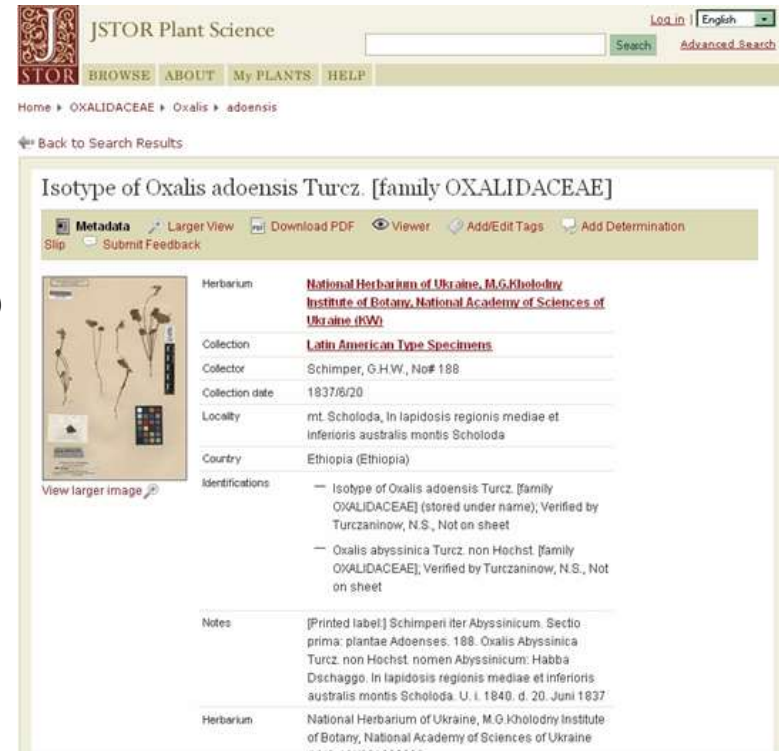 Log in | English
JSTOR Plant Science
Search Advanced Search
JSTOR
BROWSE ABOUT My PLANTS HELP
Home OXALIDACEAE Oxalis adoensis
Back to Search Results
Isotype of Oxalis adoensis Turcz. [family OXALIDACEAE]
Metadata Larger View Download PDF Viewer Add/Edit Tags Add Determination
Slip Submit Feedback
Herbarium National Herbarium of Ukraine, M.G.Kholodny
Institute of Botany, National Academy of Sciences of
Ukraine (KW)
Collection Latin American Type Specimens
Collector Schimper, G.H.W., No# 188
Collection date 1837/6/20
Locality mt. Scholoda, In lapidosis regionis mediae et
inferioris australis montis Scholoda
Country Ethiopia (Ethiopia)
View larger image
Identifications — Isotype of Oxalis adoensis Turcz. [family
OXALIDACEAE] (stored under name); Verified by
Turczaninow, N.S., Not on sheet
— Oxalis abyssinica Turcz. non Hochst. [family
OXALIDACEAE]; Verified by Turczaninow, N.S., Not
on sheet
Notes [Printed label:] Schimperi iter Abyssinicum. Sectio
prima: plantae Adoenses. 188. Oxalis Abyssinica
Turcz. non Hochst. nomen Abyssinicum: Habba
Dschaggo. In lapidosis regionis mediae et inferioris
australis montis Scholoda. U. i. 1840. d. 20. Juni 1837
Herbarium National Herbarium of Ukraine, M.G.Kholodny Institute
of Botany, National Academy of Sciences of Ukraine